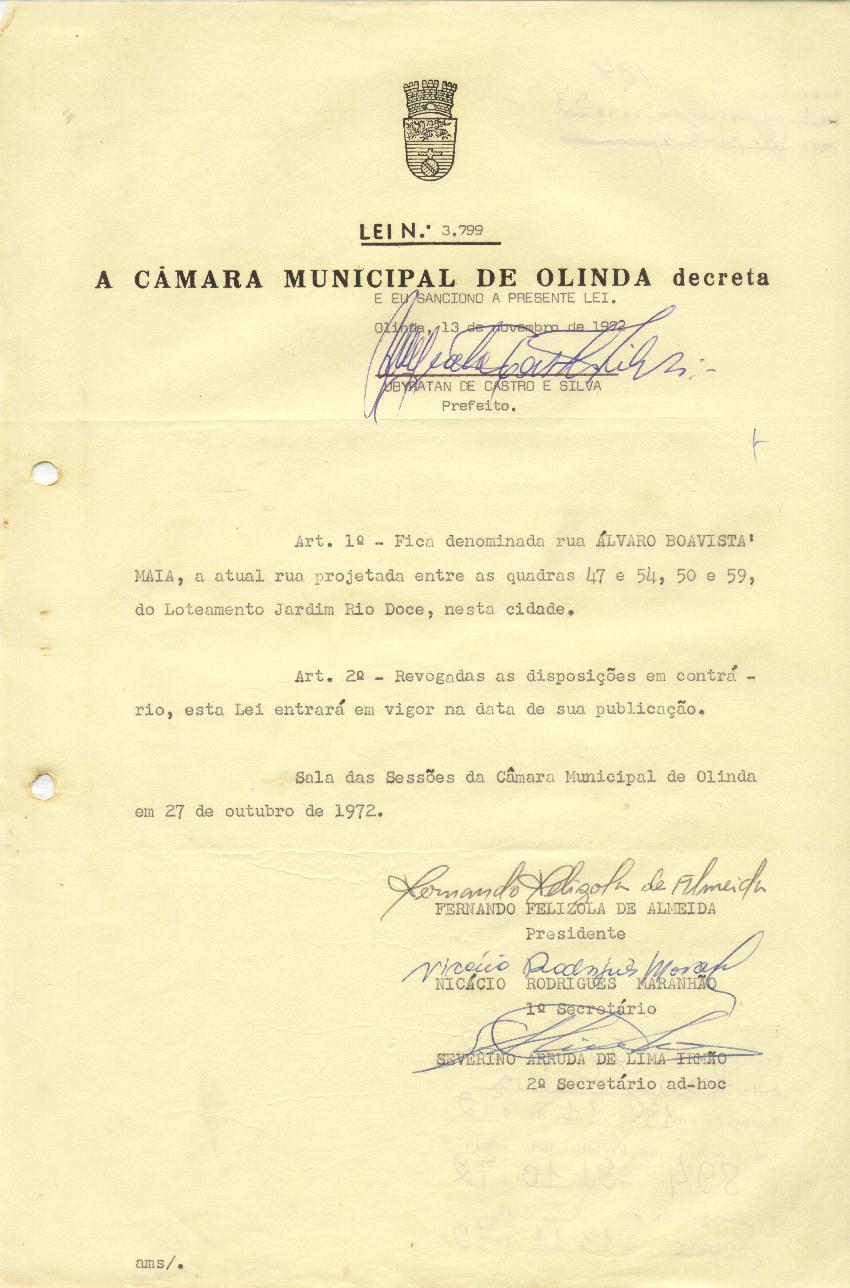 LEI N.º 3.799
A CÂMARA MUNICIPAL DE OLINDA decreta
E EU SANCIONO A PRESENTE LEI.
Olinda, 13 de novembro de 1972
UBYRATAN DE CASTRO E SILVA
Prefeito.
Art. 1º - Fica denominada rua ÁLVARO BOAVISTA'
MAIA, a atual rua projetada entre as quadras 47 e 54, 50 e 59,
do Loteamento Jardim Rio Doce, nesta cidade.
Art. 2º - Revogadas as disposições em contrá -
rio, esta Lei entrará em vigor na data de sua publicação.
Sala das Sessões da Câmara Municipal de Olinda
em 27 de outubro de 1972.
Fernando Felizola de Almeida
FERNANDO FELIZOLA DE ALMEIDA
Presidente
Nicácio Rodrigues Maranhão
NICÁCIO RODRIGUES MARANHÃO
1º Secretário
SEVERINO ARRUDA DE LIMA IRMÃO
2º Secretário ad-hoc
ams/.